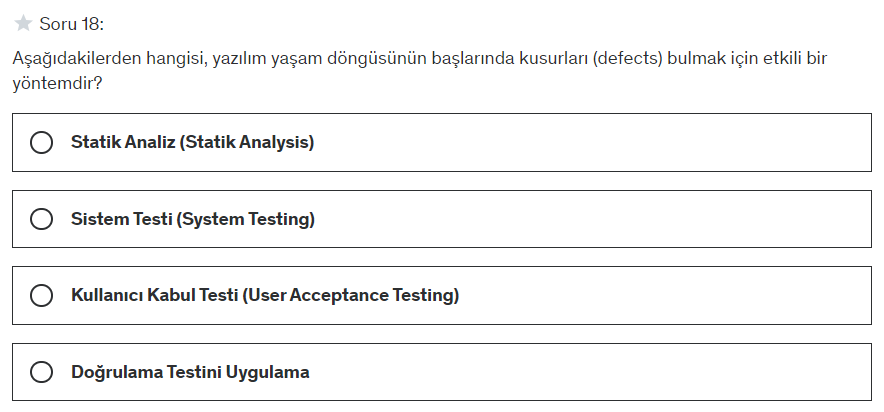 Soru 18:
Aşağıdakilerden hangisi, yazılım yaşam döngüsünün başlarında kusurları (defects) bulmak için etkili bir
yöntemdir?
Statik Analiz (Statik Analysis)
Sistem Testi (System Testing)
Kullanıcı Kabul Testi (User Acceptance Testing)
Doğrulama Testini Uygulama